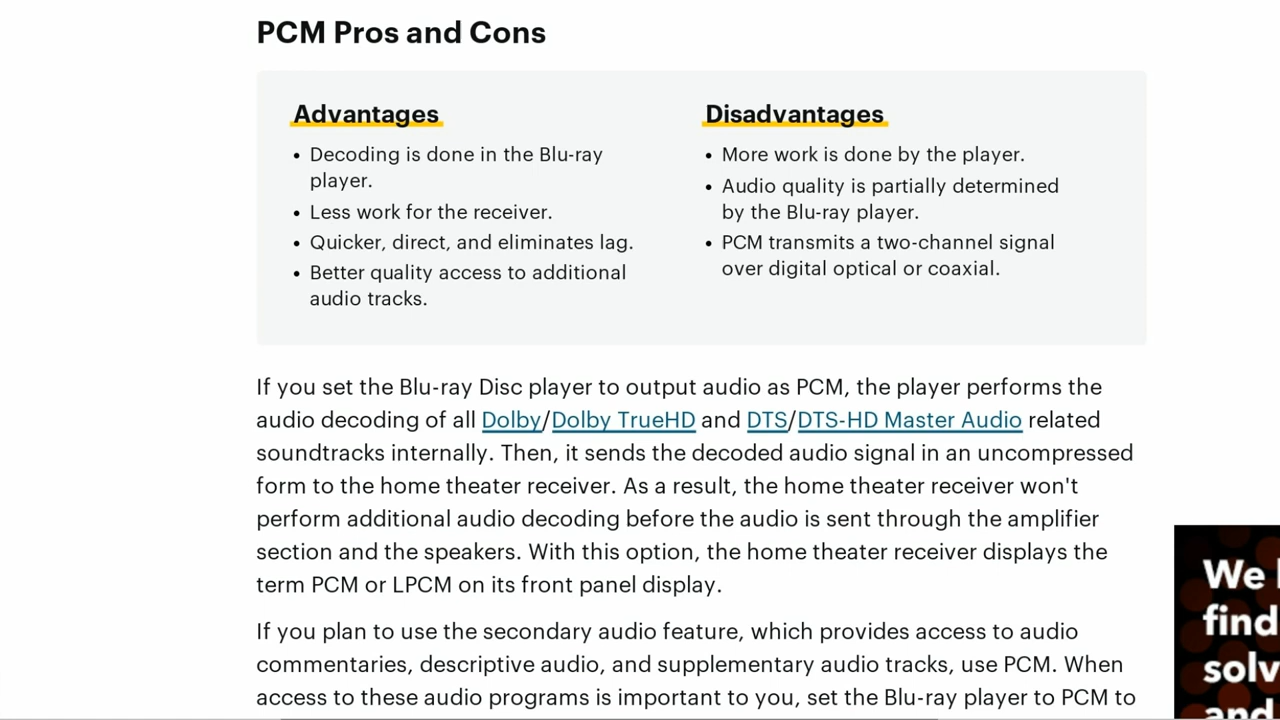 PCM Pros and Cons
Advantages
• Decoding is done in the Blu-ray
player.
• Less work for the receiver.
• Quicker, direct, and eliminates lag.
• Better quality access to additional
audio tracks.
Disadvantages
• More work is done by the player.
• Audio quality is partially determined
by the Blu-ray player.
• PCM transmits a two-channel signal
over digital optical or coaxial.
If you set the Blu-ray Disc player to output audio as PCM, the player performs the
audio decoding of all Dolby/Dolby TrueHD and DTS/DTS-HD Master Audio related
soundtracks internally. Then, it sends the decoded audio signal in an uncompressed
form to the home theater receiver. As a result, the home theater receiver won't
perform additional audio decoding before the audio is sent through the amplifier
section and the speakers. With this option, the home theater receiver displays the
term PCM or LPCM on its front panel display.
If you plan to use the secondary audio feature, which provides access to audio
commentaries, descriptive audio, and supplementary audio tracks, use PCM. When
access to these audio programs is important to you, set the Blu-ray player to PCM to
We
find
solv
and